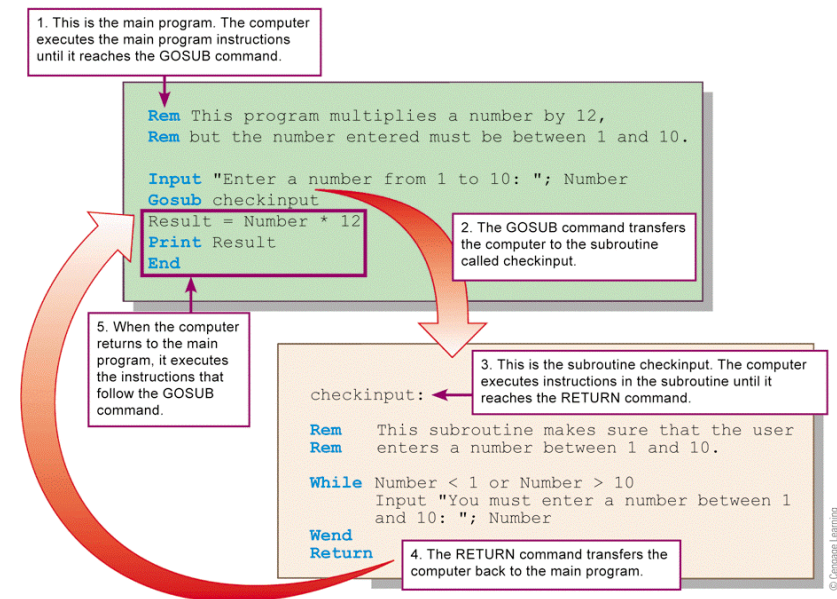 1. This is the main program. The computer
executes the main program instructions
until it reaches the GOSUB command.
Rem This program multiplies a number by 12,
Rem but the number entered must be between 1 and 10.
Input "Enter a number from 1 to 10: "; Number
Gosub checkinput
Result = Number * 12
Print Result
End
2. The GOSUB command transfers
the computer to the subroutine
called checkinput.
5. When the computer
returns to the main
program, it executes
the instructions that
follow the GOSUB
command.
3. This is the subroutine checkinput. The computer
executes instructions in the subroutine until it
reaches the RETURN command.
checkinput:
Rem This subroutine makes sure that the user
Rem enters a number between 1 and 10.
While Number < 1 or Number > 10
Input "You must enter a number between 1
and 10: "; Number
Wend
Return
4. The RETURN command transfers the
computer back to the main program.
© Cengage Learning